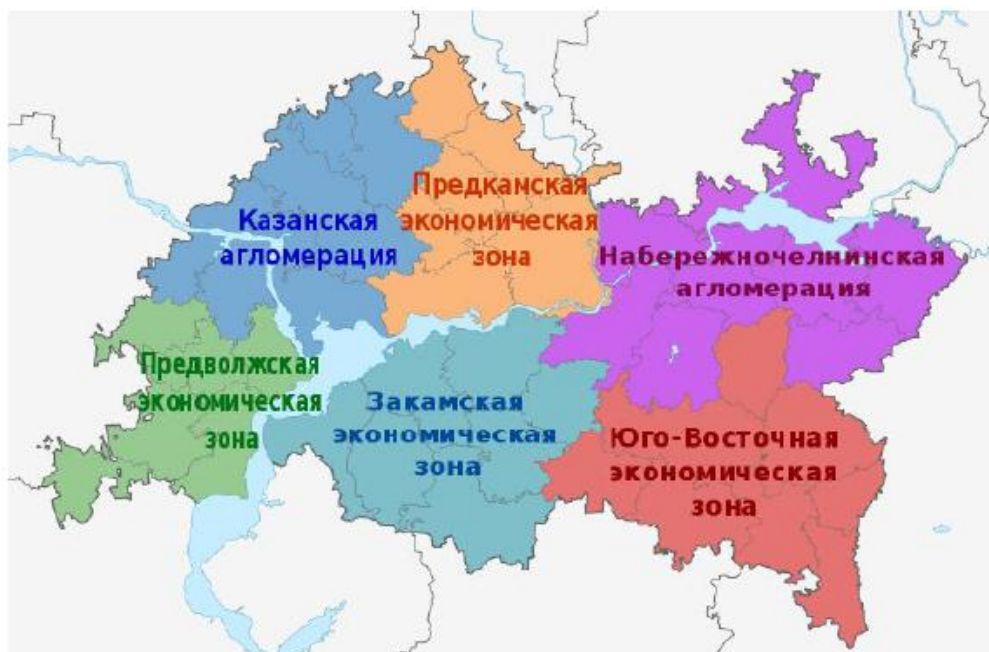 Казанская
агломерация
Предкамская
экономическая
зона
Набережночелнинская
агломерация
Предволжская
экономическая
зона
Закамская
экономическая
зона
Юго-Восточная
экономическая
зона